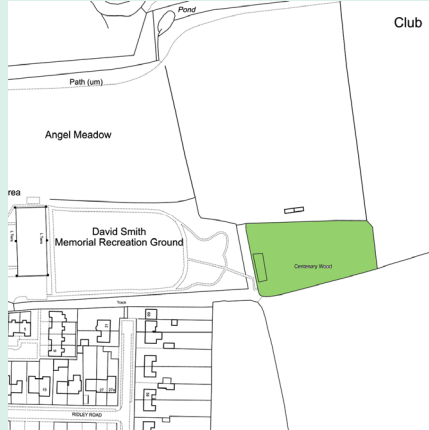 Pond
Club
Path (um)
Angel Meadow
rea
David Smith
Memorial Recreation Ground
Centenary Wood
Track
RIDLEY ROAD